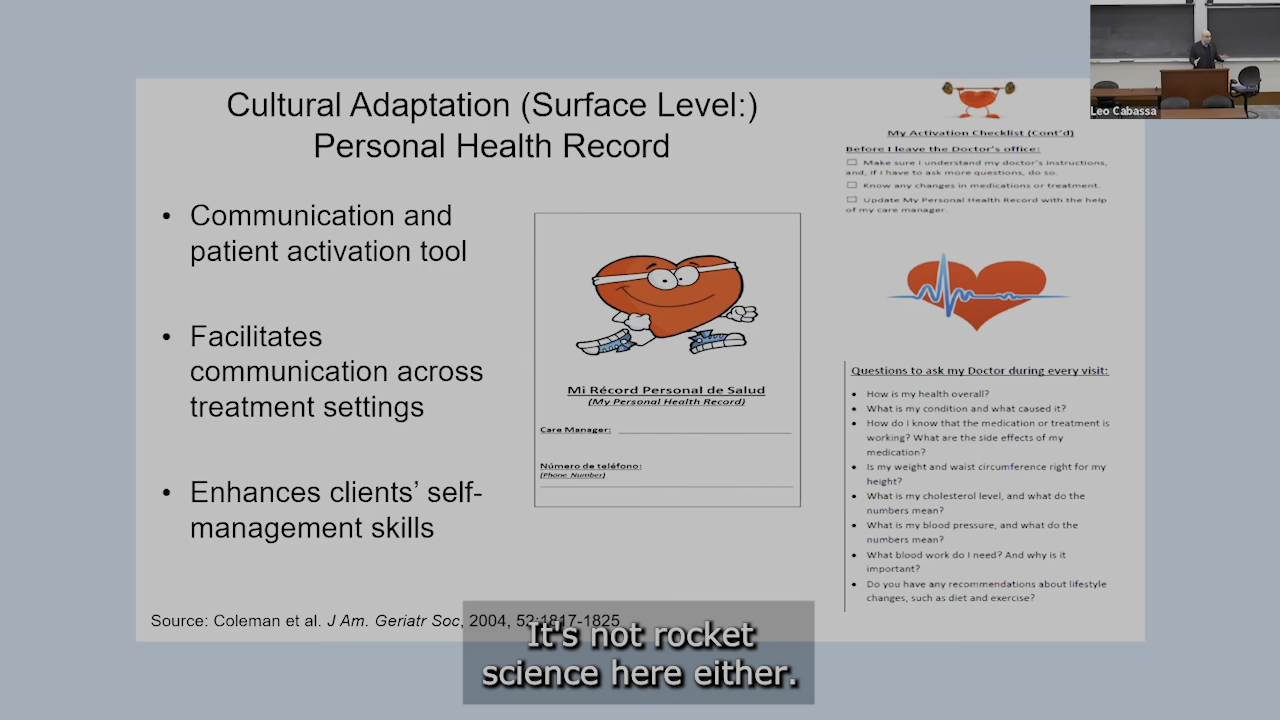 Cultural Adaptation (Surface Level:)
Personal Health Record
• Communication and
patient activation tool
• Facilitates
communication across
treatment settings
• Enhances clients’ self-
management skills
Source: Coleman et al. J Am. Geriatr Soc, 2004, 52:1817-1825
Mi Récord Personal de Salud
(My Personal Health Record)
Care Manager:
Número de teléfono:
(Phone Number)
My Activation Checklist (Cont'd)
Before I leave the Doctor's office:
Make sure I understand my doctor's instructions,
and, if I have to ask more questions, do so.
Know any changes in medications or treatment.
Update My Personal Health Record with the help
of my care manager.
Questions to ask my Doctor during every visit:
• How is my health overall?
• What is my condition and what caused it?
• How do I know that the medication or treatment is
working? What are the side effects of my
medication?
• Is my weight and waist circumference right for my
height?
• What is my cholesterol level, and what do the
numbers mean?
• What is my blood pressure, and what do the
numbers mean?
• What blood work do I need? And why is it
important?
• Do you have any recommendations about lifestyle
changes, such as diet and exercise?
Leo Cabassa
It's not rocket
science here either.